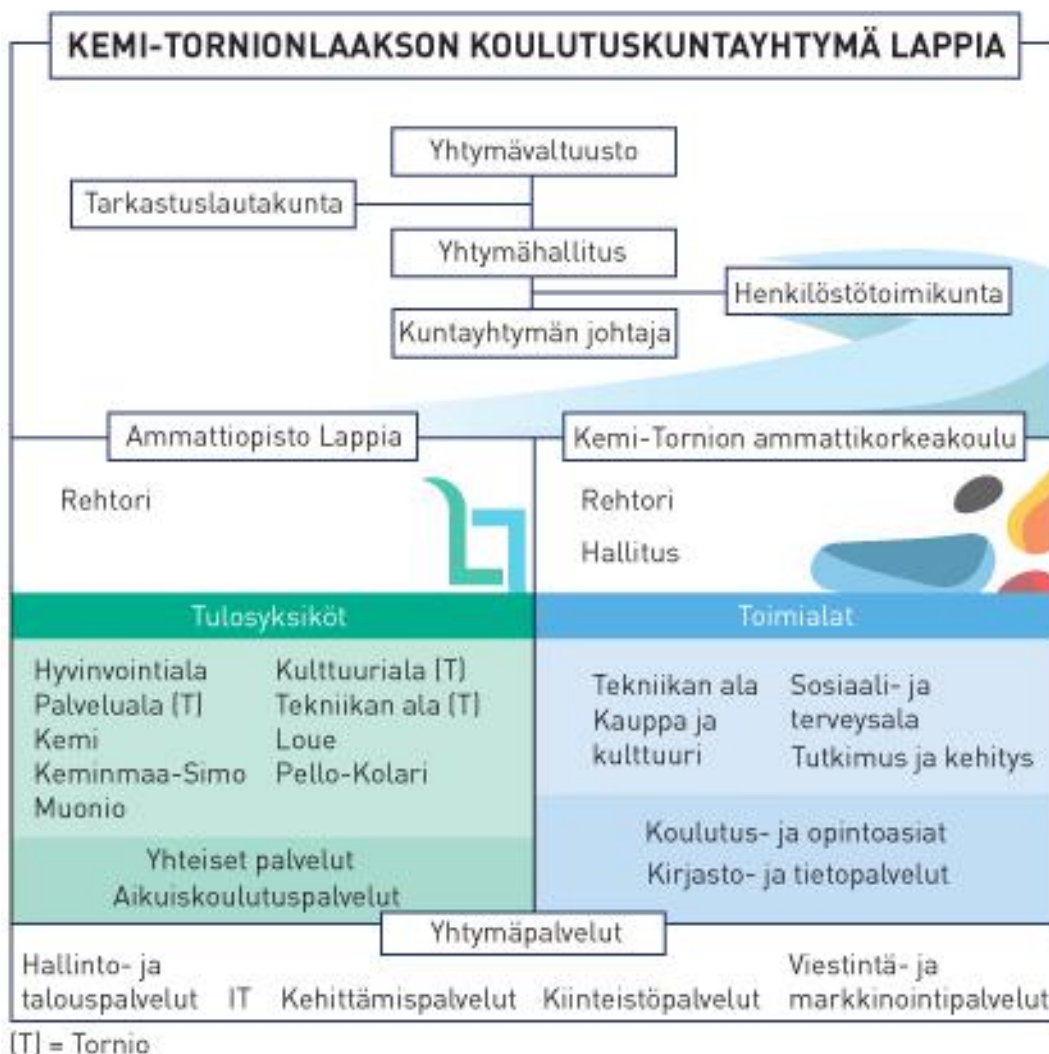 KEMI-TORNIONLAAKSON KOULUTUSKUNTAYHTYMÄ LAPPIA
Yhtymävaltuusto
Tarkastuslautakunta
Yhtymähallitus
Henkilöstötoimikunta
Kuntayhtymän johtaja
Ammattiopisto Lappia
Rehtori
Tulosyksiköt
Hyvinvointiala
Palveluala (T)
Kemi
Keminmaa-Simo
Muonio
Kulttuuriala (T)
Tekniikan ala (T)
Loue
Pello-Kolari
Yhteiset palvelut
Aikuiskoulutuspalvelut
Kemi-Tornion ammattikorkeakoulu
Rehtori
Hallitus
Toimialat
Tekniikan ala
Kauppa ja
kulttuuri
Sosiaali- ja
terveysala
Tutkimus ja kehitys
Koulutus- ja opintoasiat
Kirjasto- ja tietopalvelut
Yhtymäpalvelut
Hallinto- ja
talouspalvelut
IT
Kehittämispalvelut
Kiinteistöpalvelut
Viestintä- ja
markkinointipalvelut
(T) = Tornio